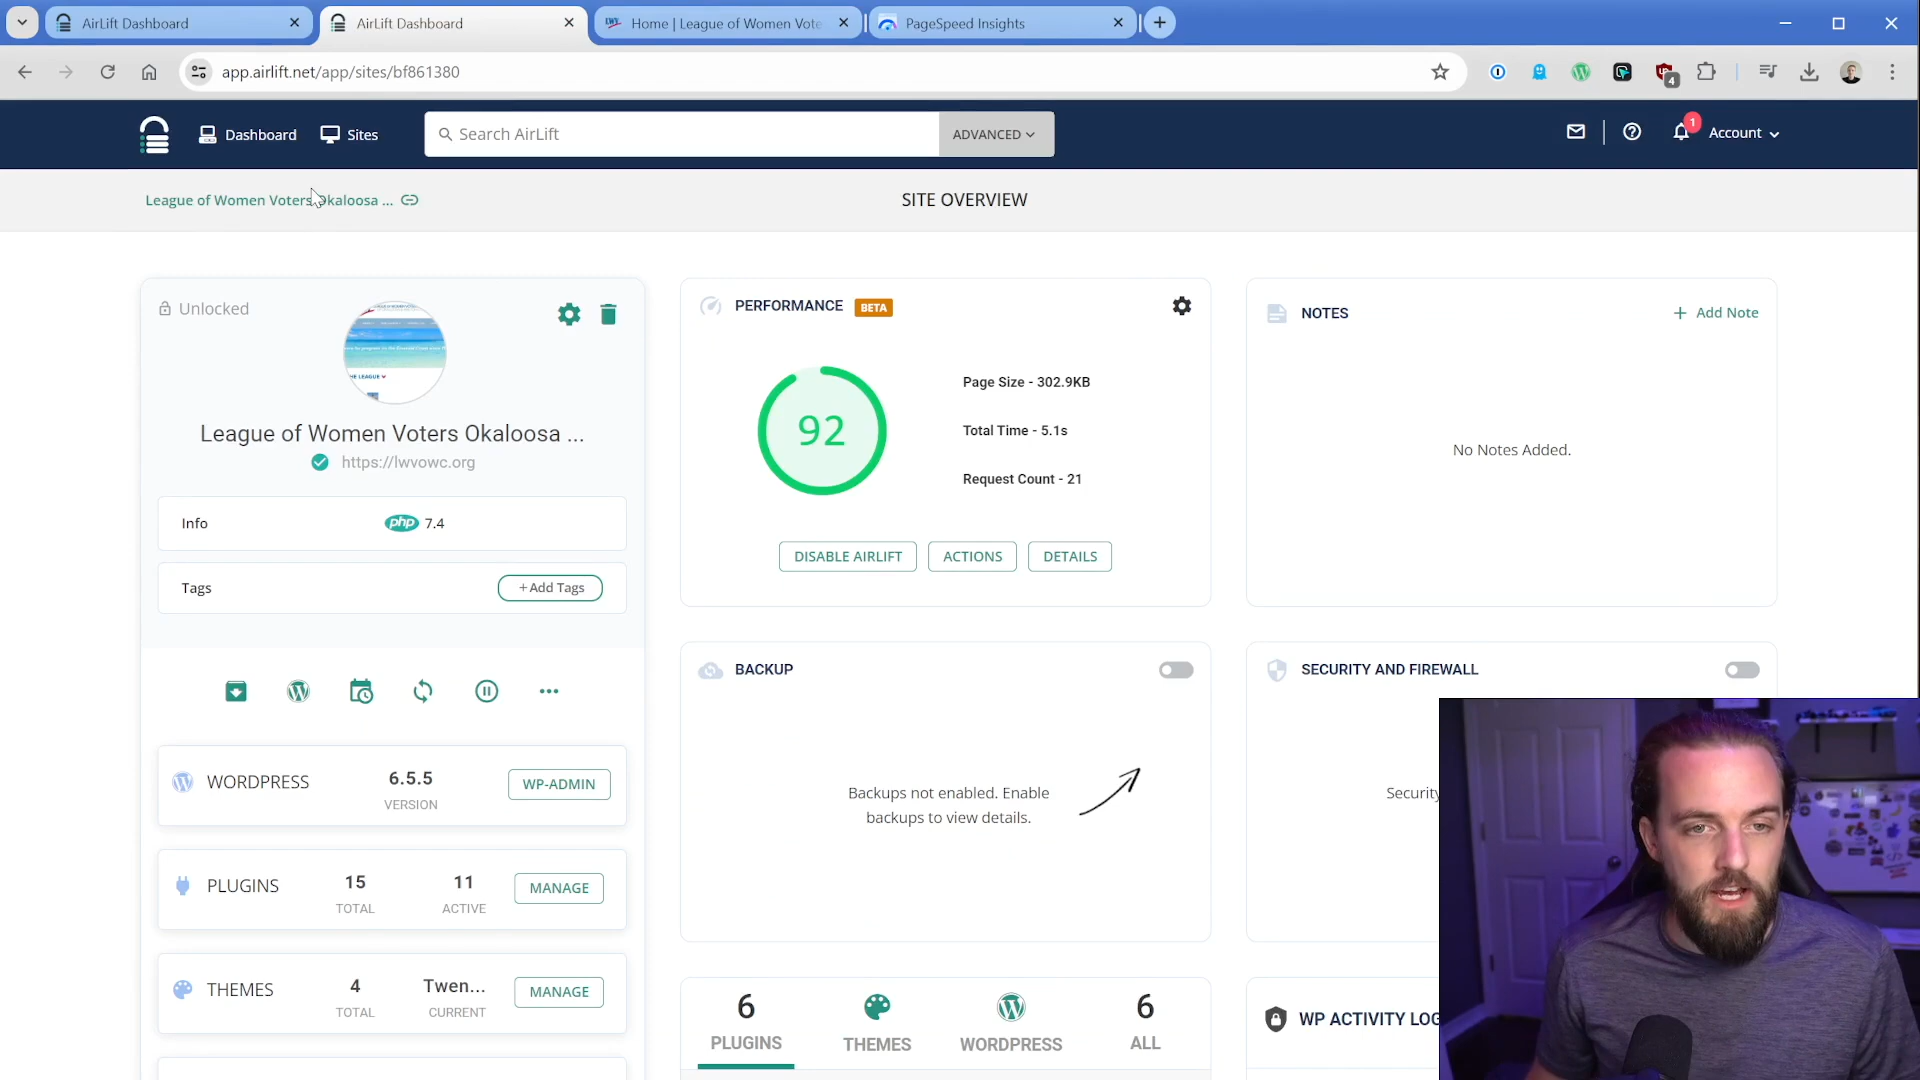 AirLift Dashboard
AirLift Dashboard
Home | League of Women Vote
PageSpeed Insights
app.airlift.net/app/sites/bf861380
4
Dashboard
Sites
Search AirLift
ADVANCED
1
Account
League of Women Voters Okaloosa ...
SITE OVERVIEW
Unlocked
League of Women Voters Okaloosa ...
https://lwvowc.org
Info
php 7.4
Tags
+Add Tags
WORDPRESS
6.5.5
VERSION
WP-ADMIN
PLUGINS
15
TOTAL
11
ACTIVE
MANAGE
THEMES
4
TOTAL
Twen...
CURRENT
MANAGE
PERFORMANCE
BETA
92
Page Size - 302.9KB
Total Time - 5.1s
Request Count - 21
DISABLE AIRLIFT
ACTIONS
DETAILS
NOTES
+ Add Note
No Notes Added.
BACKUP
Backups not enabled. Enable
backups to view details.
SECURITY AND FIREWALL
Security
6
PLUGINS
THEMES
WORDPRESS
6
ALL
WP ACTIVITY LOG